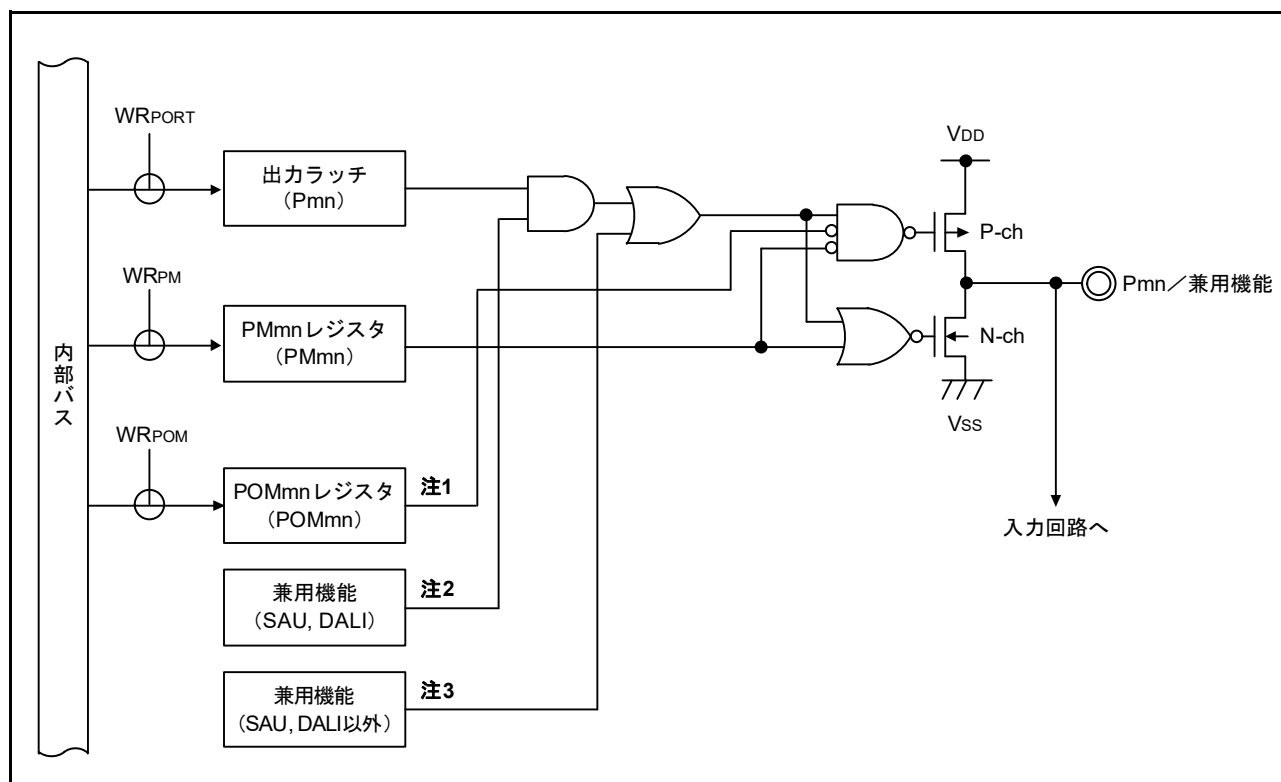 内部バス
WRPORT
出力ラッチ
（Pmn）
WRPM
PMmnレジスタ
（PMmn）
WRPOM
POMmnレジスタ
（POMmn）
注1
兼用機能
（SAU, DALI）
注2
兼用機能
（SAU, DALI以外）
注3
VDD
P-ch
Pmn／兼用機能
N-ch
VSS
入力回路へ